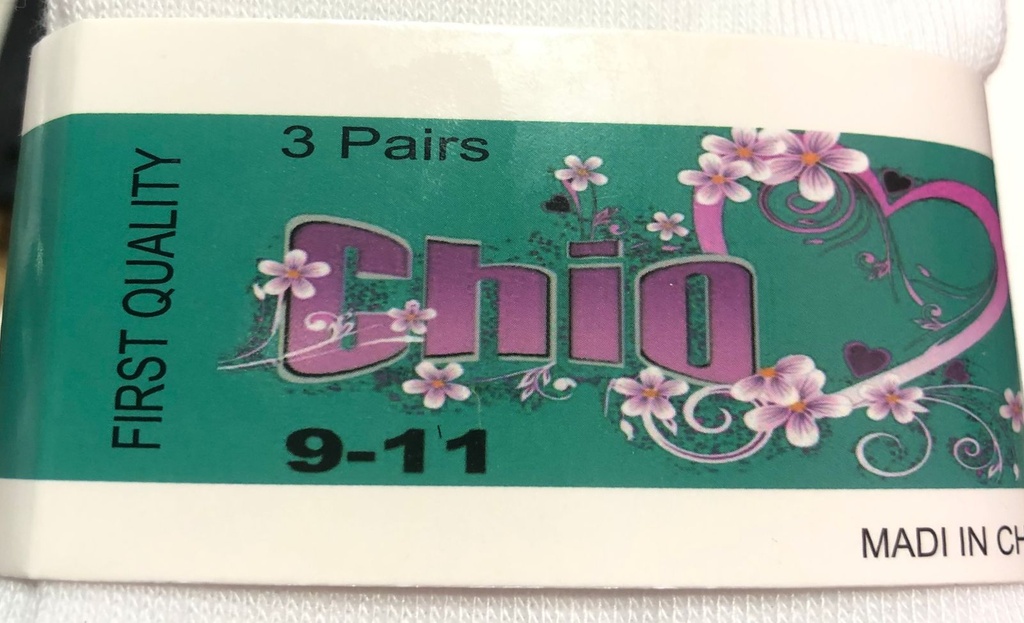 3 Pairs
FIRST QUALITY
Chio
9-11
MADI IN CH